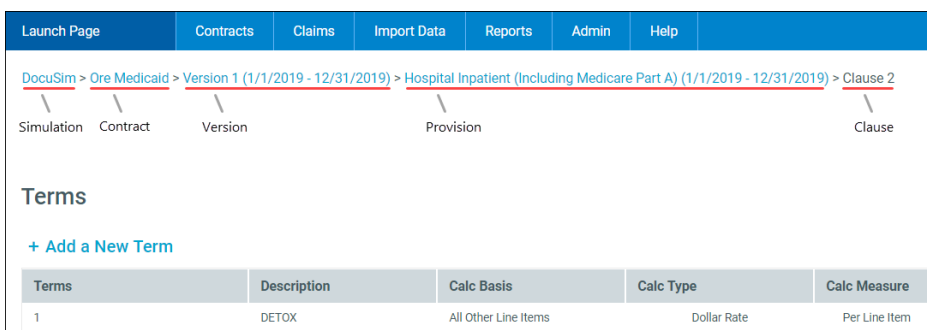 Launch Page Contracts Claims Import Data Reports Admin Help
DocuSim > Ore Medicaid > Version 1 (1/1/2019 - 12/31/2019) > Hospital Inpatient (Including Medicare Part A) (1/1/2019 - 12/31/2019) > Clause 2
Simulation Contract Version Provision Clause
Terms
+ Add a New Term
Terms Description Calc Basis Calc Type Calc Measure
1 DETOX All Other Line Items Dollar Rate Per Line Item